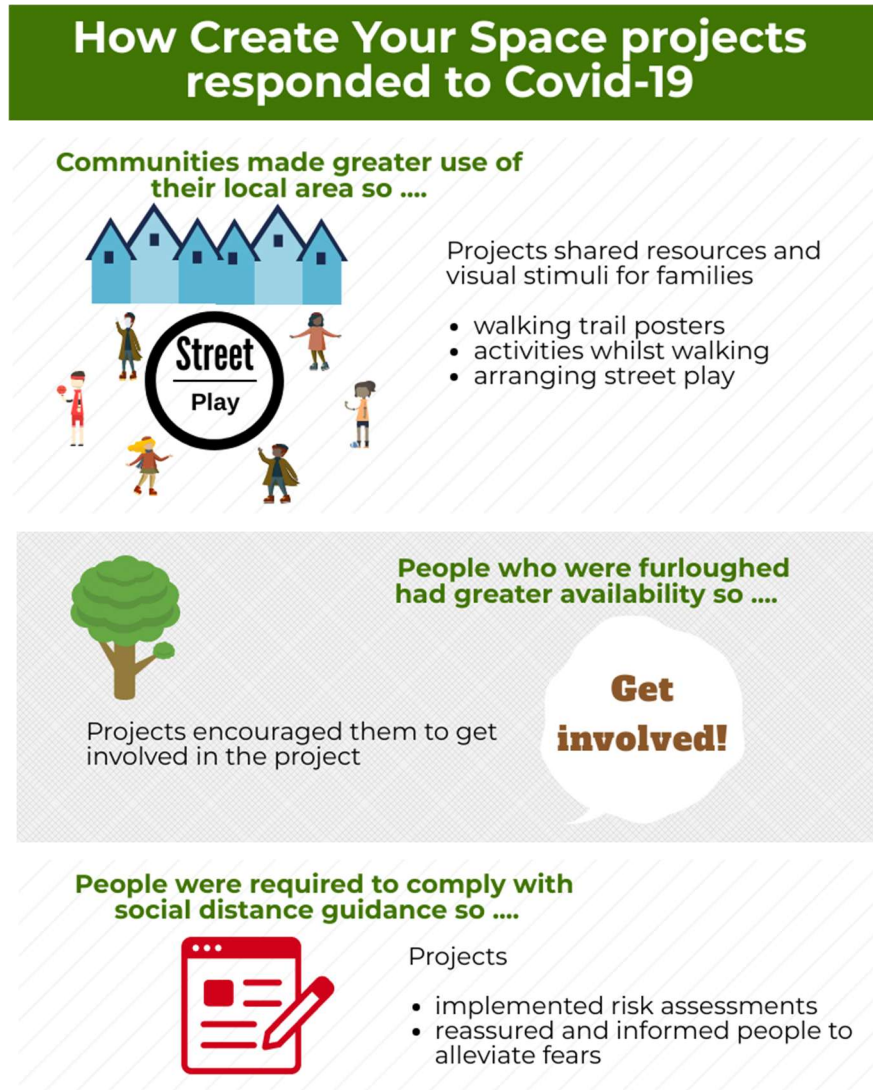 How Create Your Space projects
responded to Covid-19
Communities made greater use of
their local area so ....
Street
Play
Projects shared resources and
visual stimuli for families
• walking trail posters
• activities whilst walking
• arranging street play
People who were furloughed
had greater availability so ....
Get
involved!
Projects encouraged them to get
involved in the project
People were required to comply with
social distance guidance so ....
Projects
• implemented risk assessments
• reassured and informed people to
alleviate fears